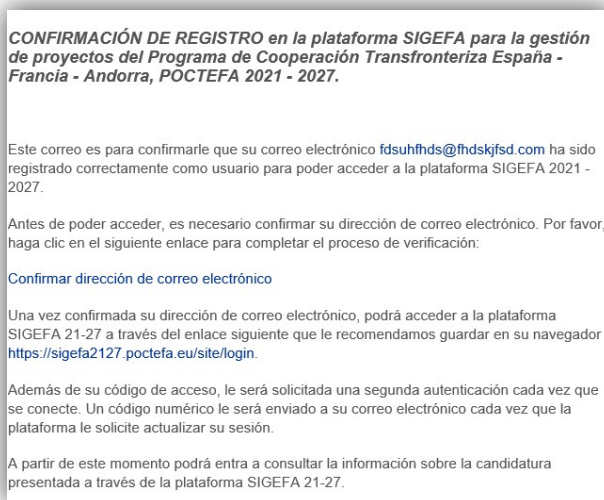 CONFIRMACIÓN DE REGISTRO en la plataforma SIGEFA para la gestión
de proyectos del Programa de Cooperación Transfronteriza España -
Francia - Andorra, POCTEFA 2021 - 2027.
Este correo es para confirmarle que su correo electrónico fdsuhfhds@fhdskjfsd.com ha sido
registrado correctamente como usuario para poder acceder a la plataforma SIGEFA 2021 -
2027.
Antes de poder acceder, es necesario confirmar su dirección de correo electrónico. Por favor,
haga clic en el siguiente enlace para completar el proceso de verificación:
Confirmar dirección de correo electrónico
Una vez confirmada su dirección de correo electrónico, podrá acceder a la plataforma
SIGEFA 21-27 a través del enlace siguiente que le recomendamos guardar en su navegador
https://sigefa2127.poctefa.eu/site/login.
Además de su código de acceso, le será solicitada una segunda autenticación cada vez que
se conecte. Un código numérico le será enviado a su correo electrónico cada vez que la
plataforma le solicite actualizar su sesión.
A partir de este momento podrá entra a consultar la información sobre la candidatura
presentada a través de la plataforma SIGEFA 21-27.